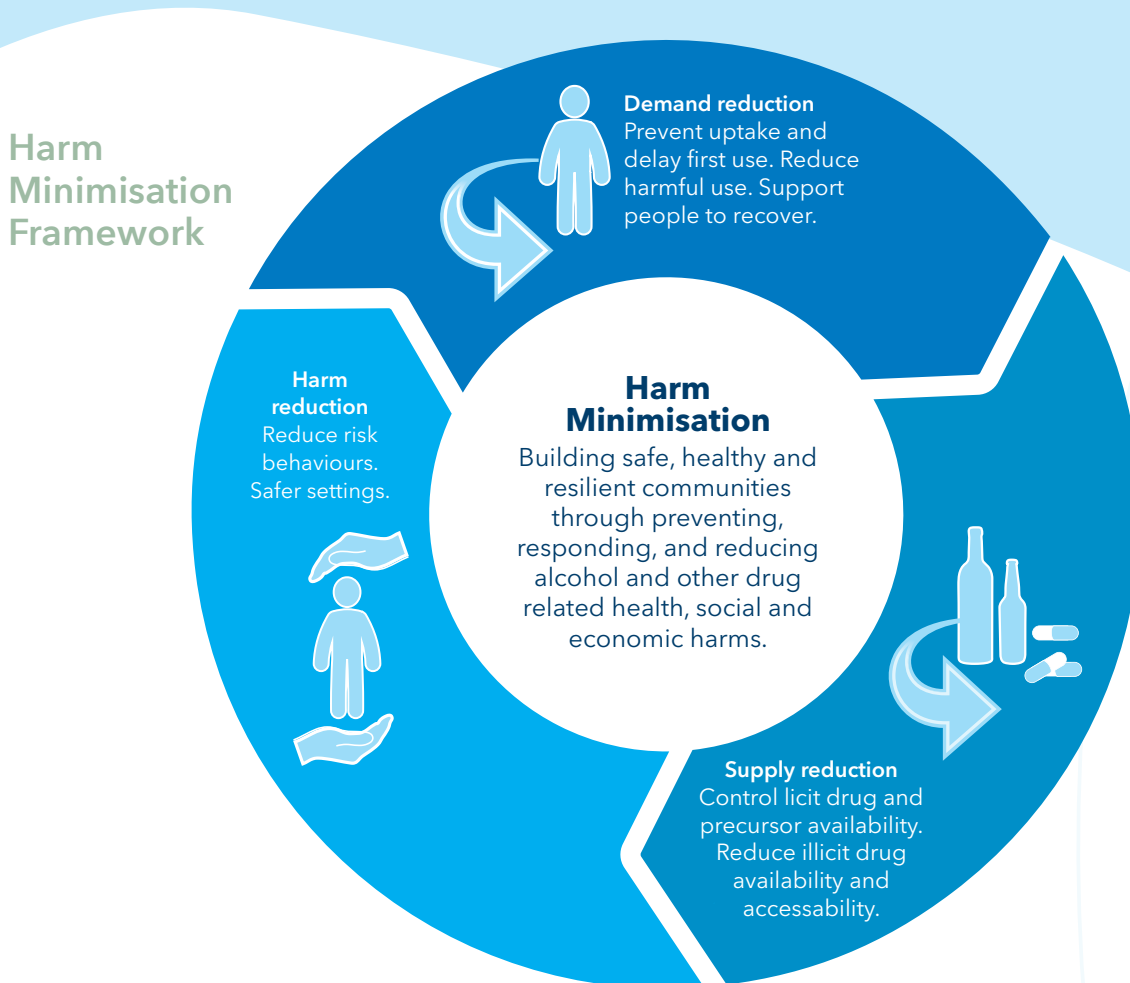 Harm
Minimisation
Framework
Demand reduction
Prevent uptake and
delay first use. Reduce
harmful use. Support
people to recover.
Harm
reduction
Reduce risk
behaviours.
Safer settings.
Harm
Minimisation
Building safe, healthy and
resilient communities
through preventing,
responding, and reducing
alcohol and other drug
related health, social and
economic harms.
Supply reduction
Control licit drug and
precursor availability.
Reduce illicit drug
availability and
accessability.